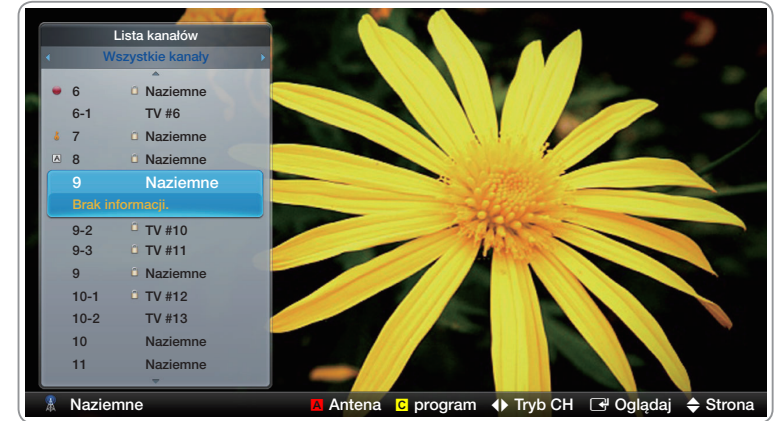 Lista kanałów
Wszystkie kanały
6 Naziemne
6-1 TV #6
7 Naziemne
A 8 Naziemne
9 Naziemne
Brak informacji.
9-2 TV #10
9-3 TV #11
9 Naziemne
10-1 TV #12
10-2 TV #13
10 Naziemne
11 Naziemne
Naziemne A Antena C program Tryb CH Oglądaj Strona